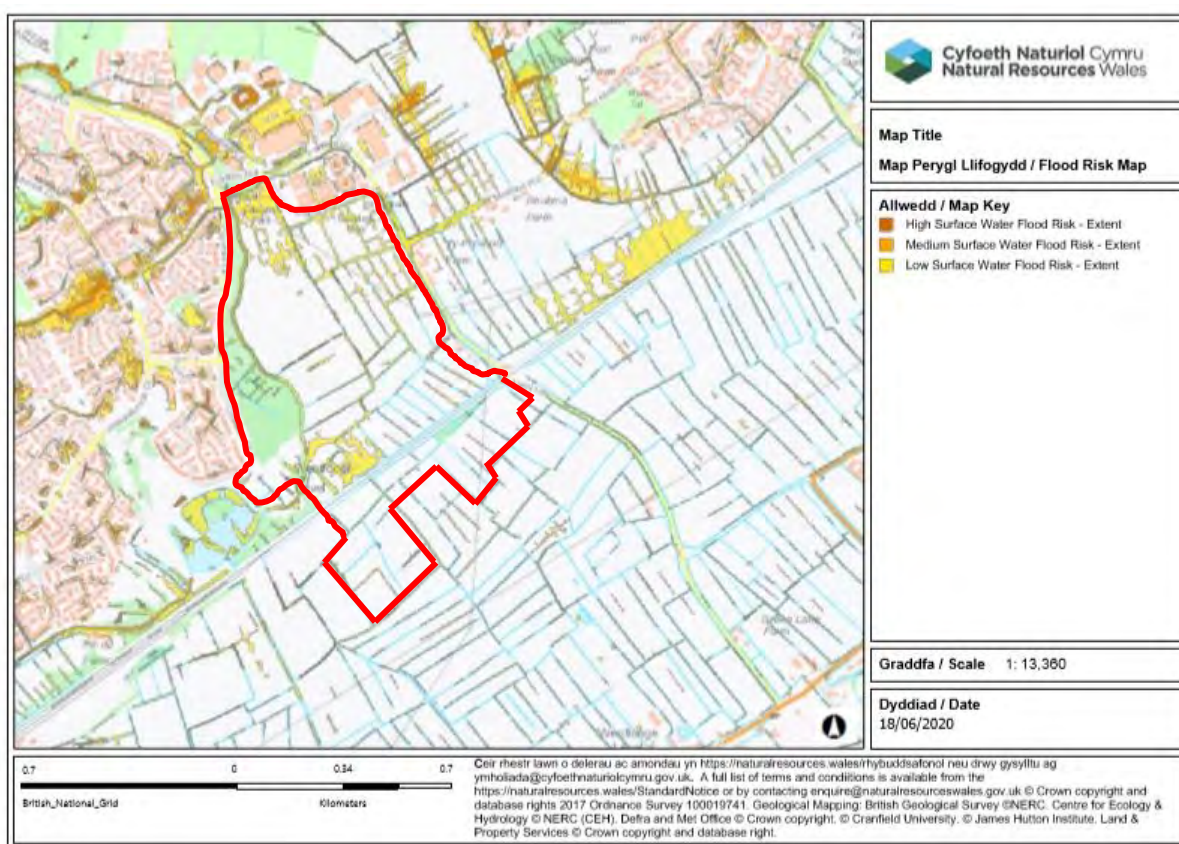 Cyfoeth Naturiol Cymru
Natural Resources Wales
Map Title
Map Perygl Llifogydd / Flood Risk Map
Allwedd / Map Key
High Surface Water Flood Risk - Extent
Medium Surface Water Flood Risk - Extent
Low Surface Water Flood Risk - Extent
Graddfa / Scale 1: 13,360
Dyddiad / Date
18/06/2020
0.7 0 0.34 0.7
British_National_Grid Kilometers
Ceir rhestr lawn o delerau ac amondau yn https://naturalresources.wales/rhybuddsafonol neu drwy gysylltu ag
ymholiada@cyfoethnaturiolcymru.gov.uk. A full list of terms and conditions is available from the
https://naturalresources.wales/StandardNotice or by contacting enquire@naturalresourceswales.gov.uk © Crown copyright and
database rights 2017 Ordnance Survey 100019741. Geological Mapping: British Geological Survey ©NERC. Centre for Ecology &
Hydrology © NERC (CEH). Defra and Met Office © Crown copyright. © Cranfield University. © James Hutton Institute. Land &
Property Services © Crown copyright and database right.